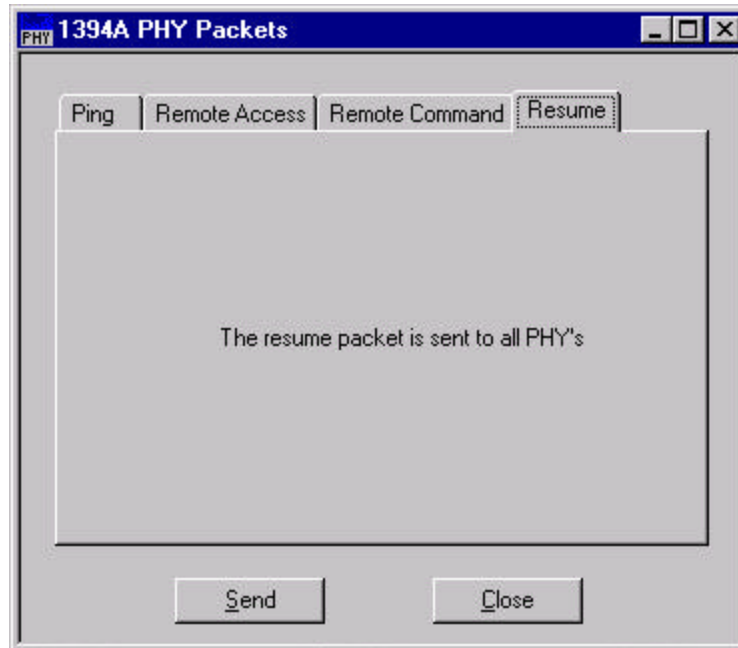 PHY 1394A PHY Packets
Ping Remote Access Remote Command Resume
The resume packet is sent to all PHY's
Send Close